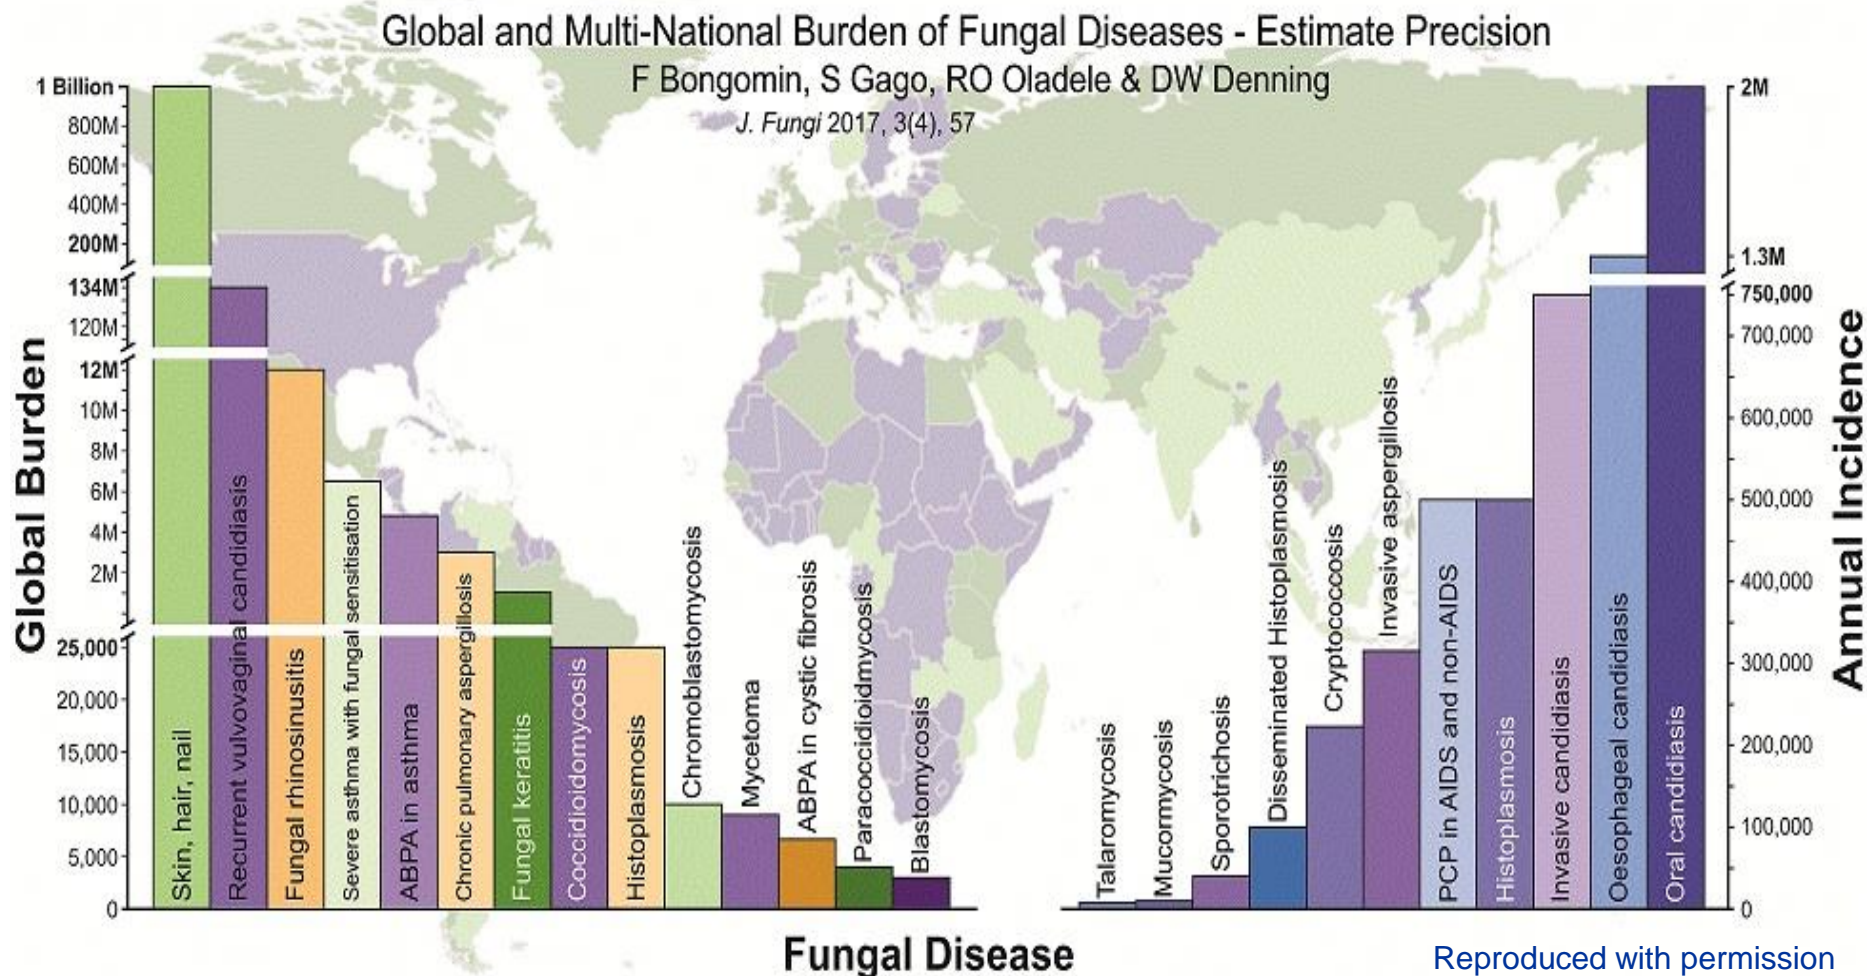 Global and Multi-National Burden of Fungal Diseases - Estimate Precision
F Bongomin, S Gago, RO Oladele & DW Denning
J. Fungi 2017, 3(4), 57
Global Burden
1 Billion
800M
600M
400M
200M
134M
120M
12M
10M
8M
6M
4M
2M
25,000
20,000
15,000
10,000
5,000
0
Skin, hair, nail
Recurrent vulvovaginal candidiasis
Fungal rhinosinusitis
Severe asthma with fungal sensitisation
ABPA in asthma
Chronic pulmonary aspergillosis
Fungal keratitis
Coccidioidomycosis
Histoplasmosis
Chromoblastomycosis
Mycetoma
ABPA in cystic fibrosis
Paracoccidioidmycosis
Blastomycosis
Talaromycosis
Mucormycosis
Sporotrichosis
Disseminated Histoplasmosis
Cryptococcosis
Invasive aspergillosis
PCP in AIDS and non-AIDS
Histoplasmosis
Invasive candidiasis
Oesophageal candidiasis
Oral candidiasis
2M
1.3M
750,000
700,000
600,000
500,000
400,000
300,000
200,000
100,000
0
Annual Incidence
Fungal Disease
Reproduced with permission